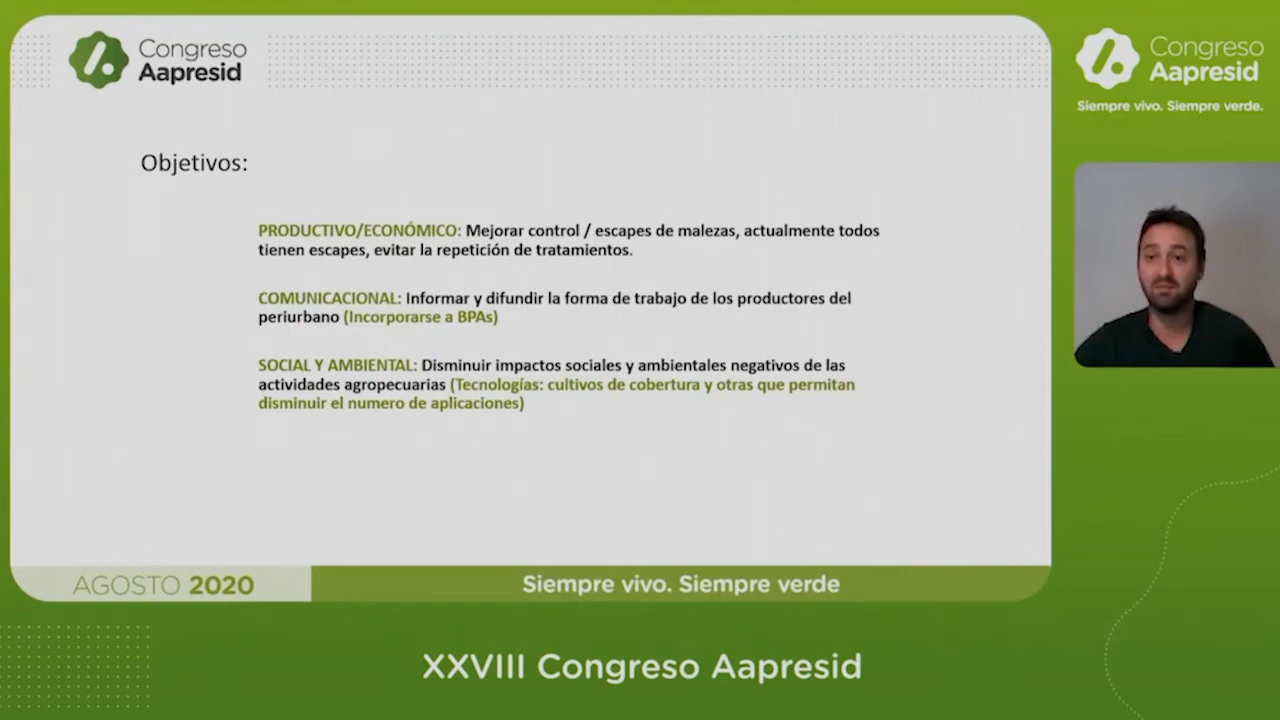 Congreso
Aapresid
Congreso
Aapresid
Siempre vivo. Siempre verde.
Objetivos:
PRODUCTIVO/ECONÓMICO: Mejorar control / escapes de malezas, actualmente todos
tienen escapes, evitar la repetición de tratamientos.
COMUNICACIONAL: Informar y difundir la forma de trabajo de los productores del
periurbano (Incorporarse a BPAs)
SOCIAL Y AMBIENTAL: Disminuir impactos sociales y ambientales negativos de las
actividades agropecuarias (Tecnologías: cultivos de cobertura y otras que permitan
disminuir el numero de aplicaciones)
AGOSTO 2020
Siempre vivo. Siempre verde
XXVIII Congreso Aapresid